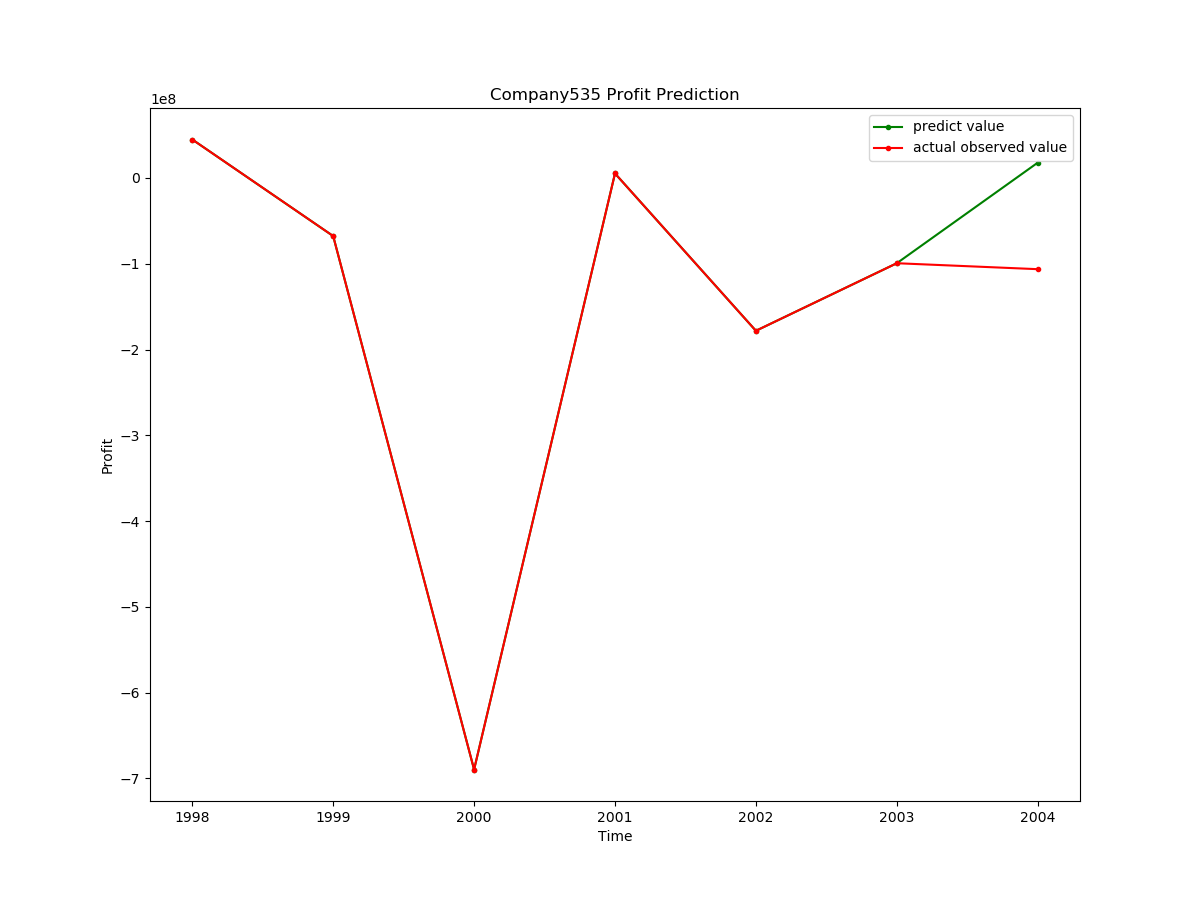 Company535 Profit Prediction
1e8
predict value
actual observed value
0
−1
−2
−3
−4
−5
−6
−7
Profit
1998 1999 2000 2001 2002 2003 2004
Time